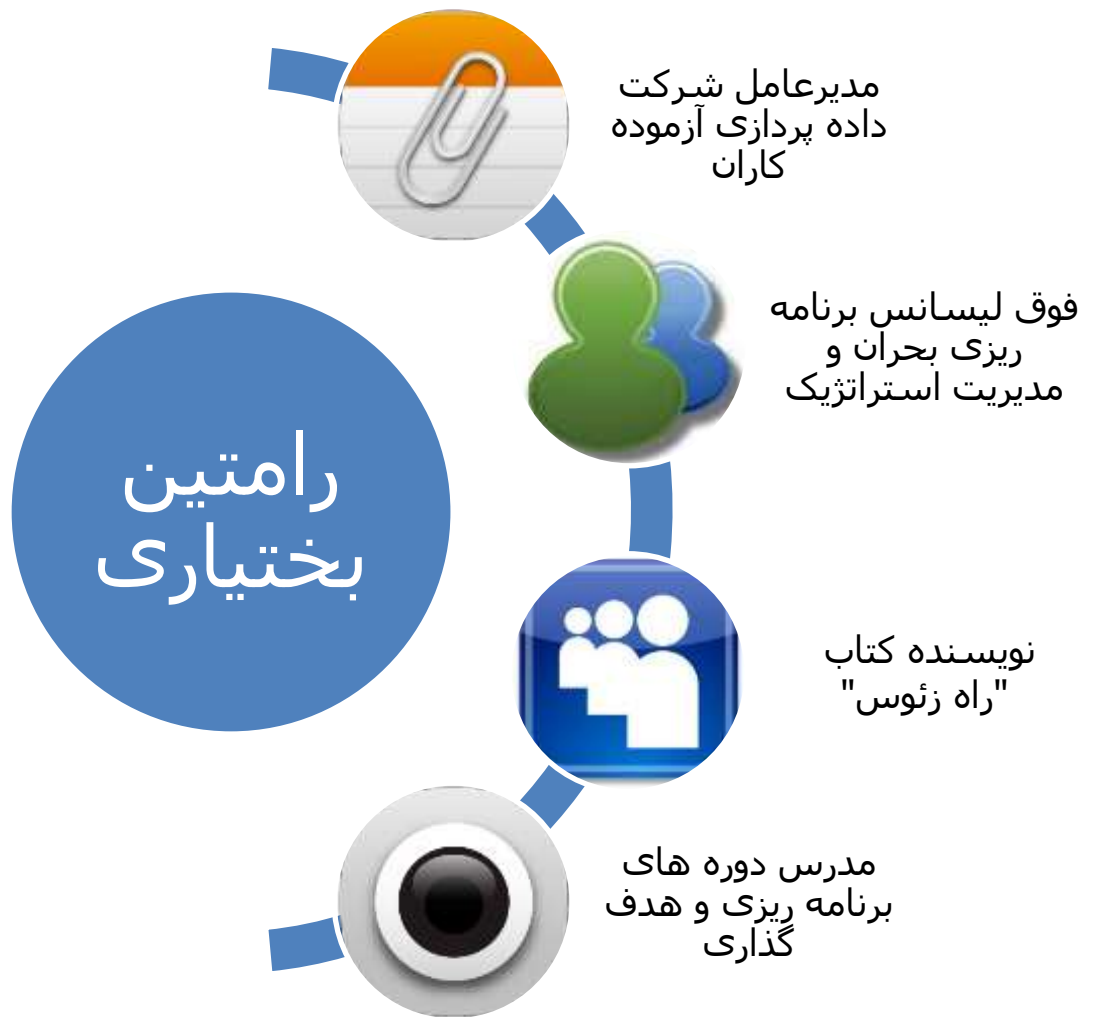 رامتین
بختیاری
مدیرعامل شرکت
داده پردازی آزموده
کاران
فوق لیسانس برنامه
ریزی بحران و
مدیریت استراتژیک
نویسنده کتاب
"راه زئوس"
مدرس دوره های
برنامه ریزی و هدف
گذاری